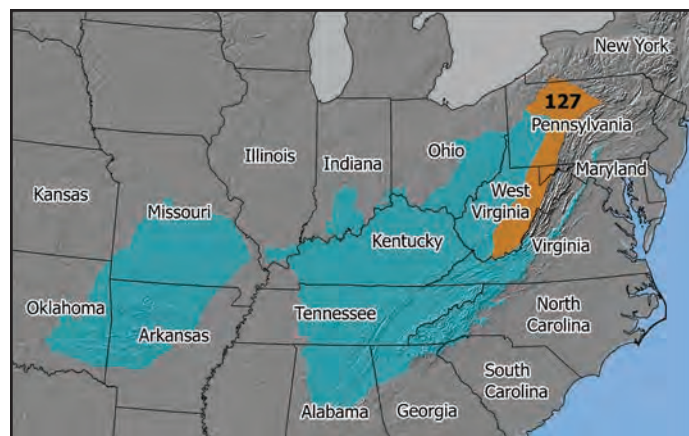 New York
127
Pennsylvania
Ohio
Illinois
Indiana
Maryland
Kansas
West
Virginia
Missouri
Kentucky
Virginia
Oklahoma
Tennessee
North
Carolina
Arkansas
South
Carolina
Alabama
Georgia